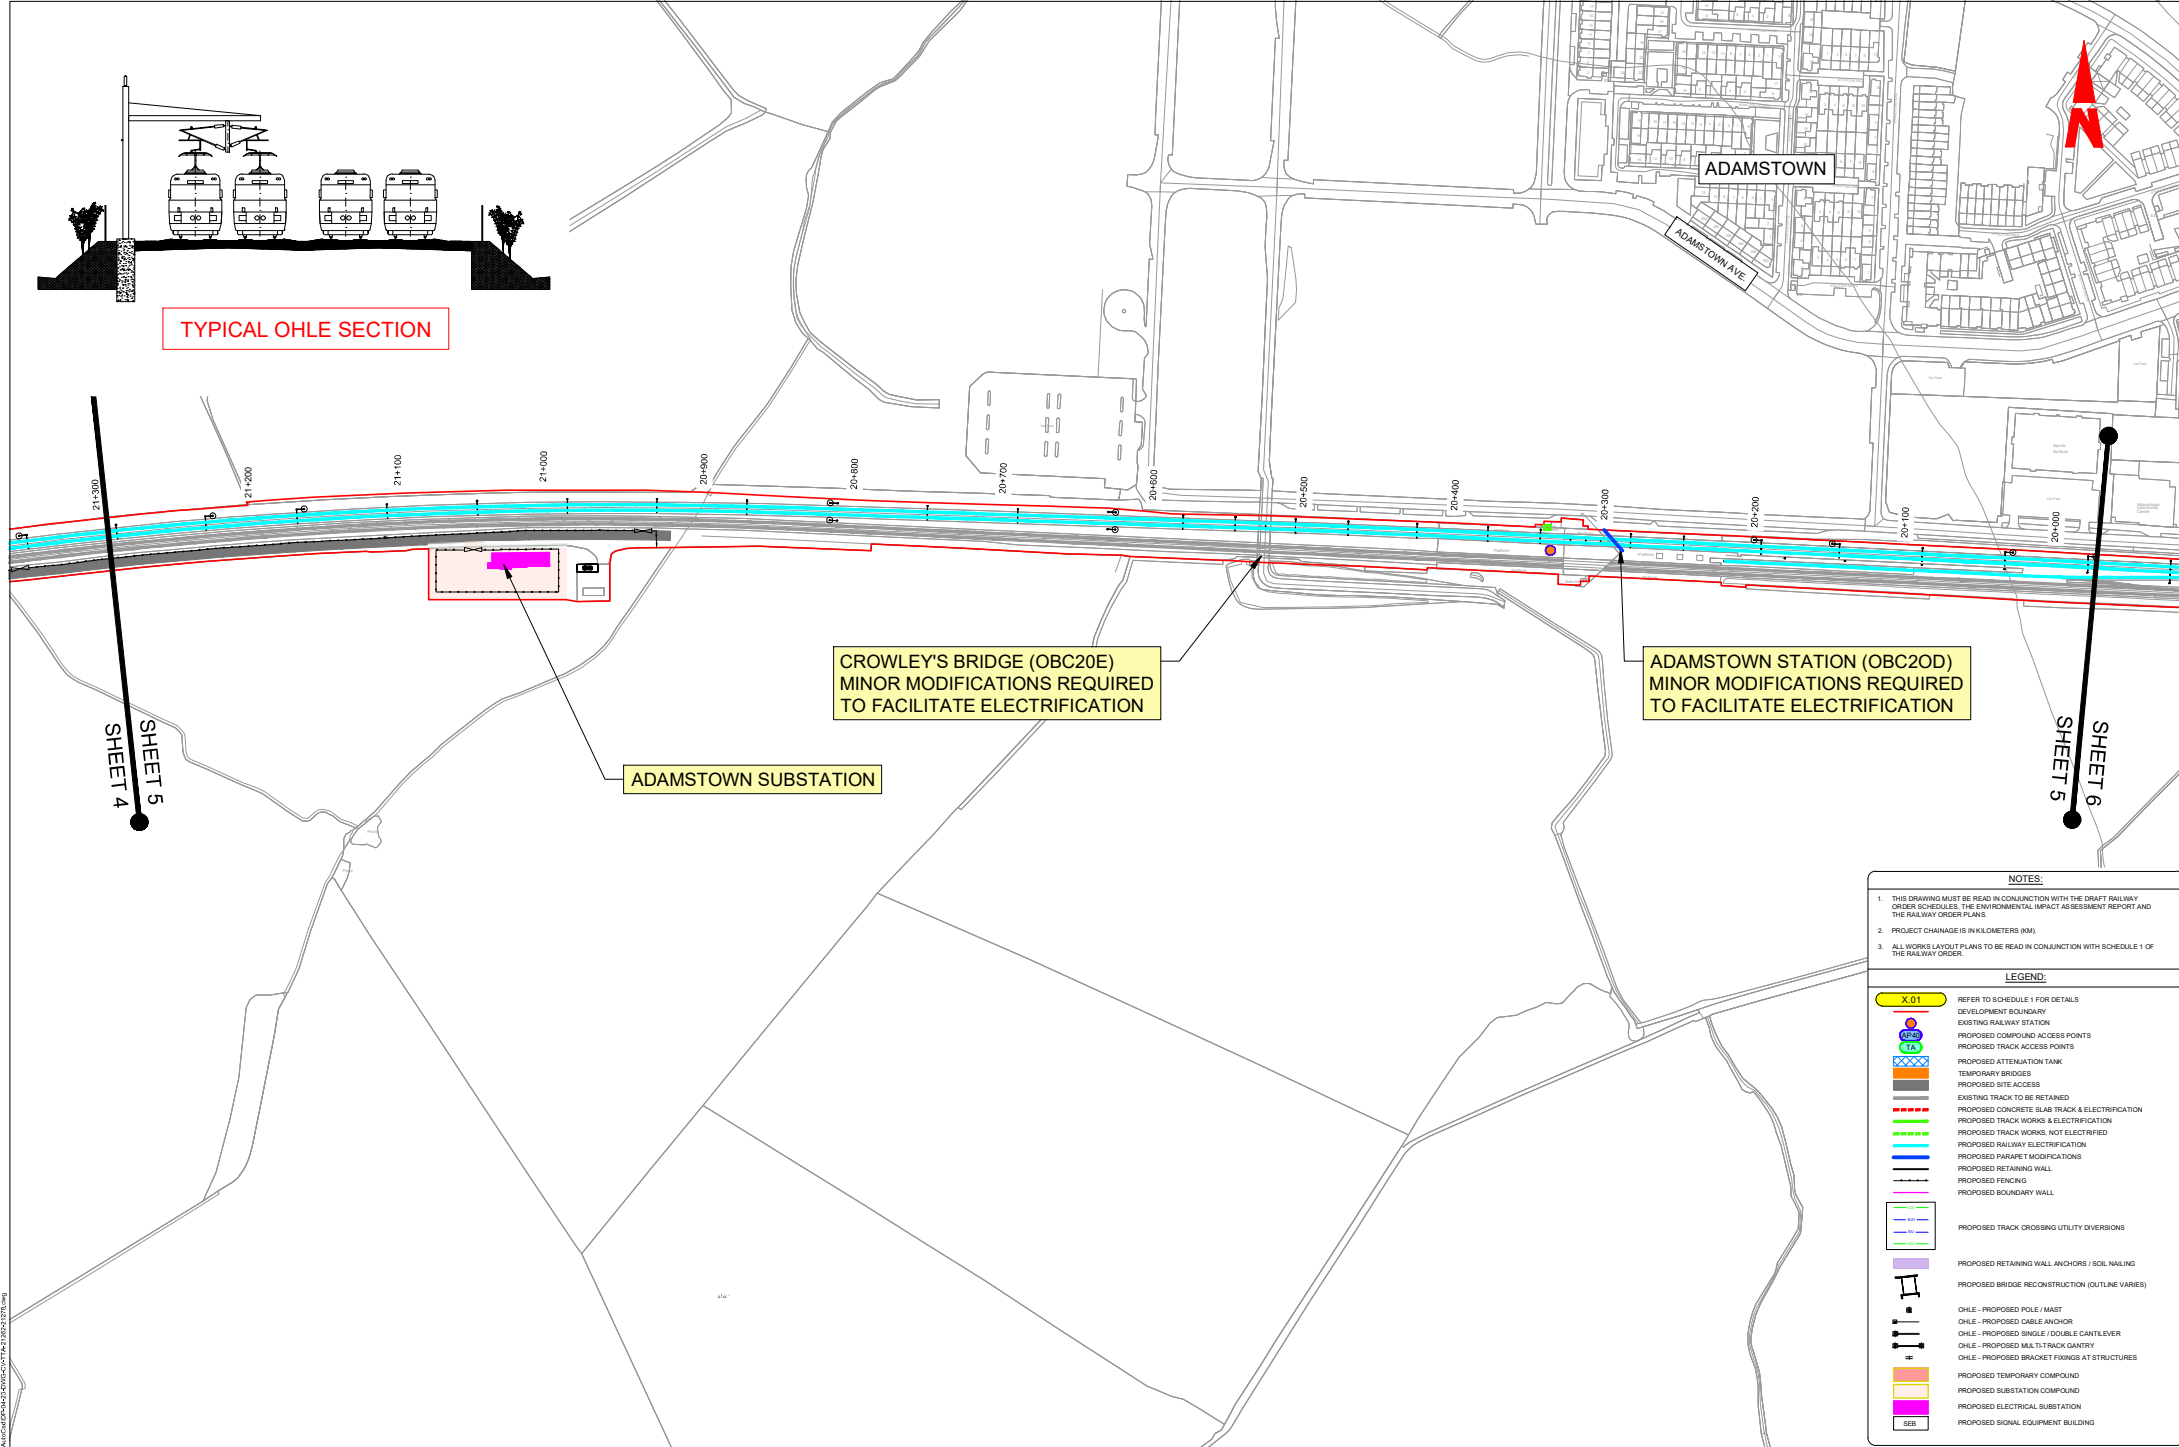 ADAMSTOWN
ADAMSTOWN AVE.
N
TYPICAL OHLE SECTION
21+300
21+200
21+100
21+000
20+900
20+800
20+700
20+600
20+500
20+400
20+300
20+200
20+100
20+000
SHEET 4
SHEET 5
CROWLEY'S BRIDGE (OBC20E)
MINOR MODIFICATIONS REQUIRED
TO FACILITATE ELECTRIFICATION
ADAMSTOWN STATION (OBC2OD)
MINOR MODIFICATIONS REQUIRED
TO FACILITATE ELECTRIFICATION
SHEET 5
SHEET 6
ADAMSTOWN SUBSTATION
NOTES:
1. THIS DRAWING MUST BE READ IN CONJUNCTION WITH THE DRAFT RAILWAY
ORDER SCHEDULES, THE ENVIRONMENTAL IMPACT ASSESSMENT REPORT AND
THE RAILWAY ORDER PLANS.
2. PROJECT CHAINAGE IS IN KILOMETERS (KM).
3. ALL WORKS LAYOUT PLANS TO BE READ IN CONJUNCTION WITH SCHEDULE 1 OF
THE RAILWAY ORDER.
LEGEND:
X.01 REFER TO SCHEDULE 1 FOR DETAILS
DEVELOPMENT BOUNDARY
EXISTING RAILWAY STATION
AP40 PROPOSED COMPOUND ACCESS POINTS
TA PROPOSED TRACK ACCESS POINTS
PROPOSED ATTENUATION TANK
TEMPORARY BRIDGES
PROPOSED SITE ACCESS
EXISTING TRACK TO BE RETAINED
PROPOSED CONCRETE SLAB TRACK & ELECTRIFICATION
PROPOSED TRACK WORKS & ELECTRIFICATION
PROPOSED TRACK WORKS, NOT ELECTRIFIED
PROPOSED RAILWAY ELECTRIFICATION
PROPOSED PARAPET MODIFICATIONS
PROPOSED RETAINING WALL
PROPOSED FENCING
PROPOSED BOUNDARY WALL
PROPOSED TRACK CROSSING UTILITY DIVERSIONS
PROPOSED RETAINING WALL ANCHORS / SOIL NAILING
PROPOSED BRIDGE RECONSTRUCTION (OUTLINE VARIES)
OHLE - PROPOSED POLE / MAST
OHLE - PROPOSED CABLE ANCHOR
OHLE - PROPOSED SINGLE / DOUBLE CANTILEVER
OHLE - PROPOSED MULTI-TRACK GANTRY
OHLE - PROPOSED BRACKET FIXINGS AT STRUCTURES
PROPOSED TEMPORARY COMPOUND
PROPOSED SUBSTATION COMPOUND
PROPOSED ELECTRICAL SUBSTATION
SEB PROPOSED SIGNAL EQUIPMENT BUILDING